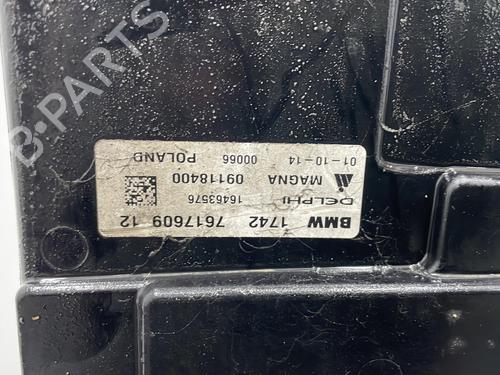 B-PARTS
BMW 1742 7617609 12
DELPHI 16463576
MAGNA 09118400
01-10-14 00066 POLAND